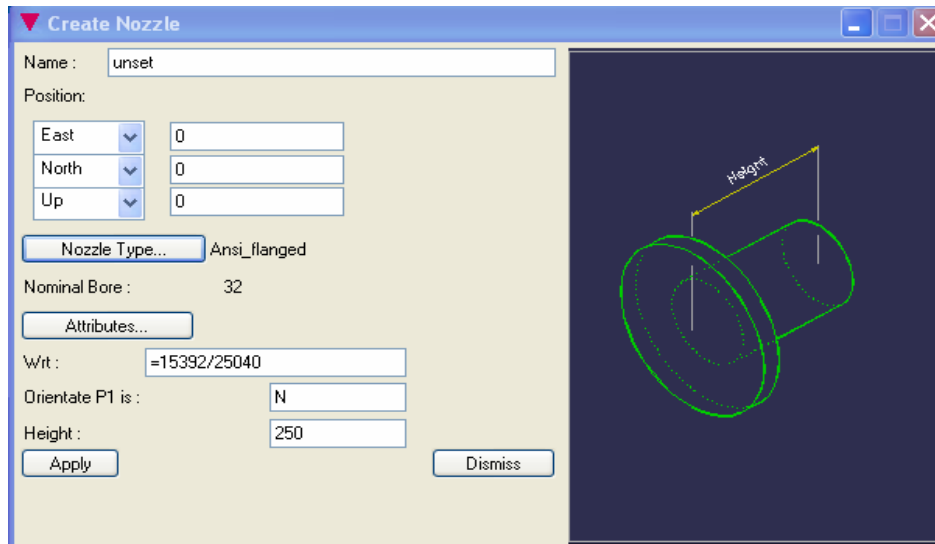 Create Nozzle
Name : unset
Position:
East 0
North 0
Up 0
Nozzle Type... Ansi_flanged
Nominal Bore : 32
Attributes...
Wrt : =15392/25040
Orientate P1 is : N
Height : 250
Apply Dismiss
Height